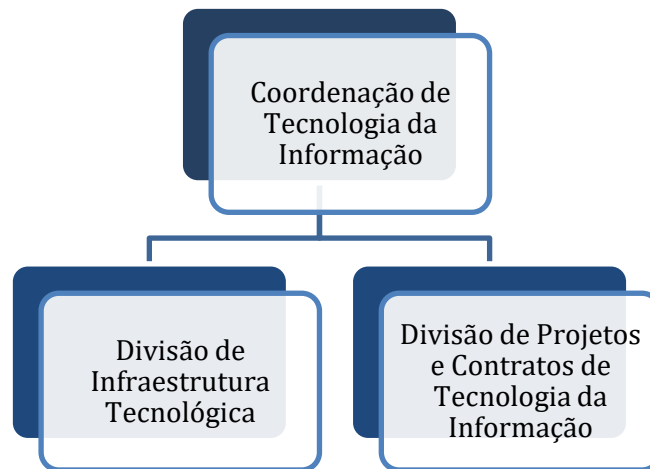 Coordenação de
Tecnologia da
Informação
Divisão de
Infraestrutura
Tecnológica
Divisão de Projetos
e Contratos de
Tecnologia da
Informação